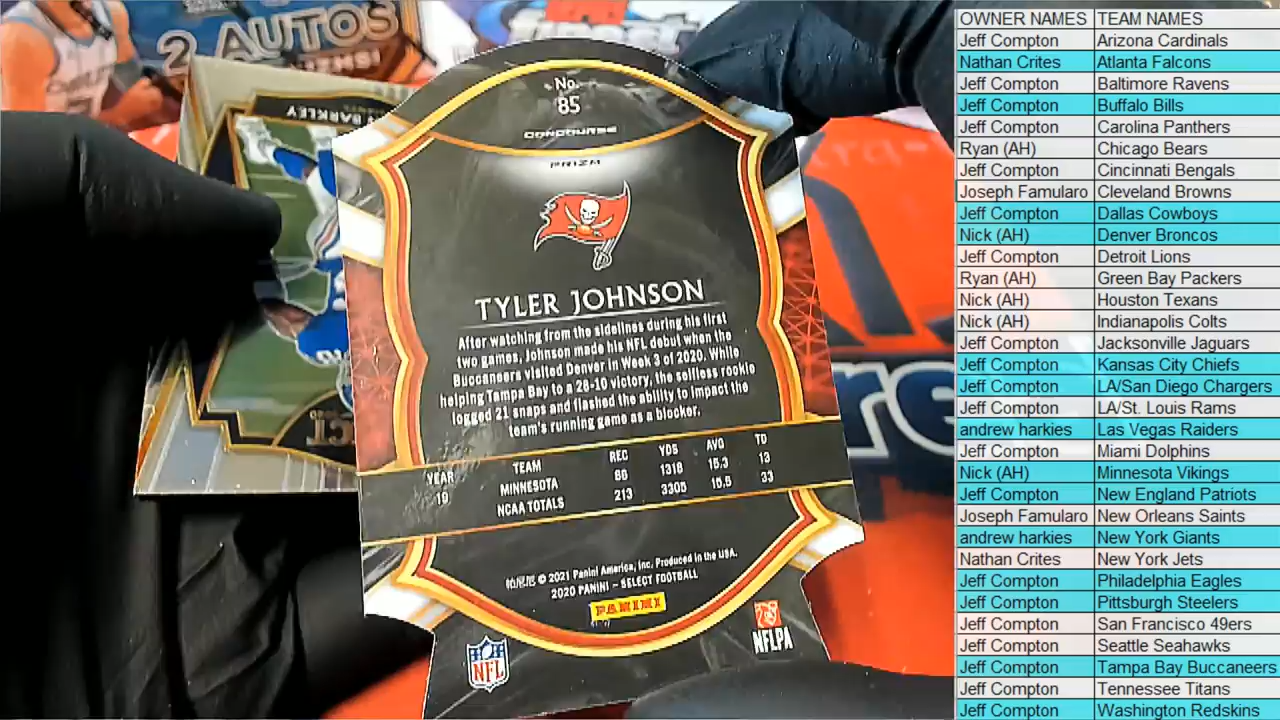 2 AUTOS
BARKLEY
No.
85
CONCOURSE
PRIZM
TYLER JOHNSON
After watching from the sidelines during his first
two games, Johnson made his NFL debut when the
Buccaneers visited Denver in Week 3 of 2020. While
helping Tampa Bay to a 28-10 victory, the selfless rookie
logged 21 snaps and flashed the ability to impact the
team's running game as a blocker.
YEAR TEAM REC YDS AVG TD
19 MINNESOTA 86 1318 15.3 13
NCAA TOTALS 213 3305 15.5 33
© 2021 Panini America, Inc. Produced in the USA.
2020 PANINI – SELECT FOOTBALL
PANINI
NFL
NFLPA
OWNER NAMES TEAM NAMES
Jeff Compton Arizona Cardinals
Nathan Crites Atlanta Falcons
Jeff Compton Baltimore Ravens
Jeff Compton Buffalo Bills
Jeff Compton Carolina Panthers
Ryan (AH) Chicago Bears
Jeff Compton Cincinnati Bengals
Joseph Famularo Cleveland Browns
Jeff Compton Dallas Cowboys
Nick (AH) Denver Broncos
Jeff Compton Detroit Lions
Ryan (AH) Green Bay Packers
Nick (AH) Houston Texans
Nick (AH) Indianapolis Colts
Jeff Compton Jacksonville Jaguars
Jeff Compton Kansas City Chiefs
Jeff Compton LA/San Diego Chargers
Jeff Compton LA/St. Louis Rams
andrew harkies Las Vegas Raiders
Jeff Compton Miami Dolphins
Nick (AH) Minnesota Vikings
Jeff Compton New England Patriots
Joseph Famularo New Orleans Saints
andrew harkies New York Giants
Nathan Crites New York Jets
Jeff Compton Philadelphia Eagles
Jeff Compton Pittsburgh Steelers
Jeff Compton San Francisco 49ers
Jeff Compton Seattle Seahawks
Jeff Compton Tampa Bay Buccaneers
Jeff Compton Tennessee Titans
Jeff Compton Washington Redskins